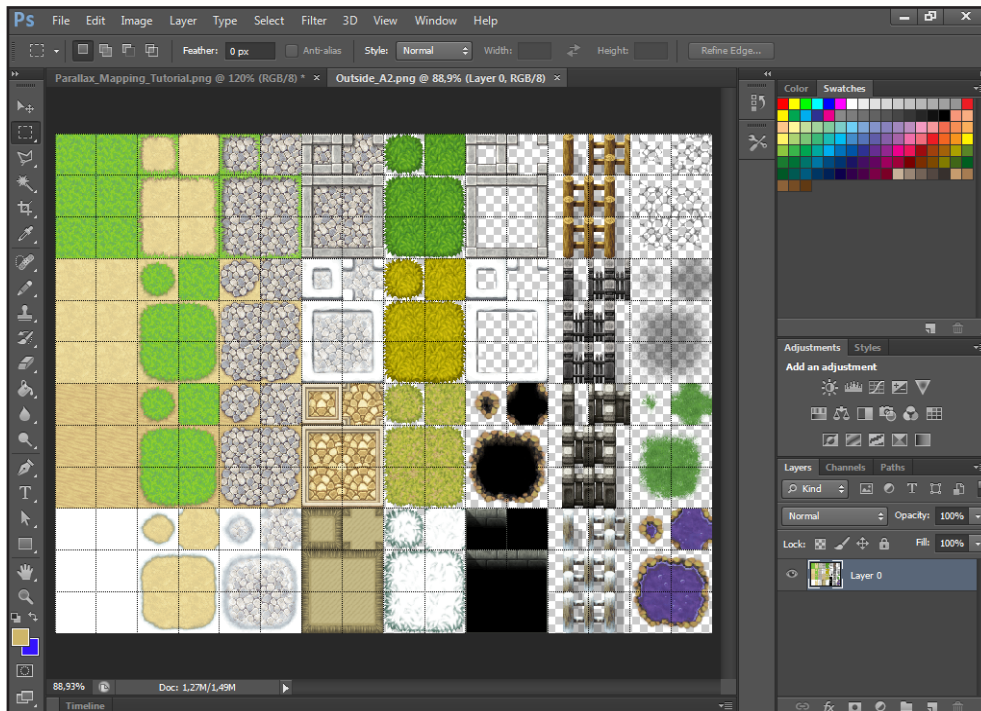 Ps File Edit Image Layer Type Select Filter 3D View Window Help
Feather: 0 px Anti-alias Style: Normal Width: Height: Refine Edge...
Parallax_Mapping_Tutorial.png @ 120% (RGB/8) * × Outside_A2.png @ 88,9% (Layer 0, RGB/8) ×
Color Swatches
Adjustments Styles
Add an adjustment
Layers Channels Paths
Kind
Normal Opacity: 100%
Lock: Fill: 100%
Layer 0
88,93% Doc: 1,27M/1,49M
Timeline
fx